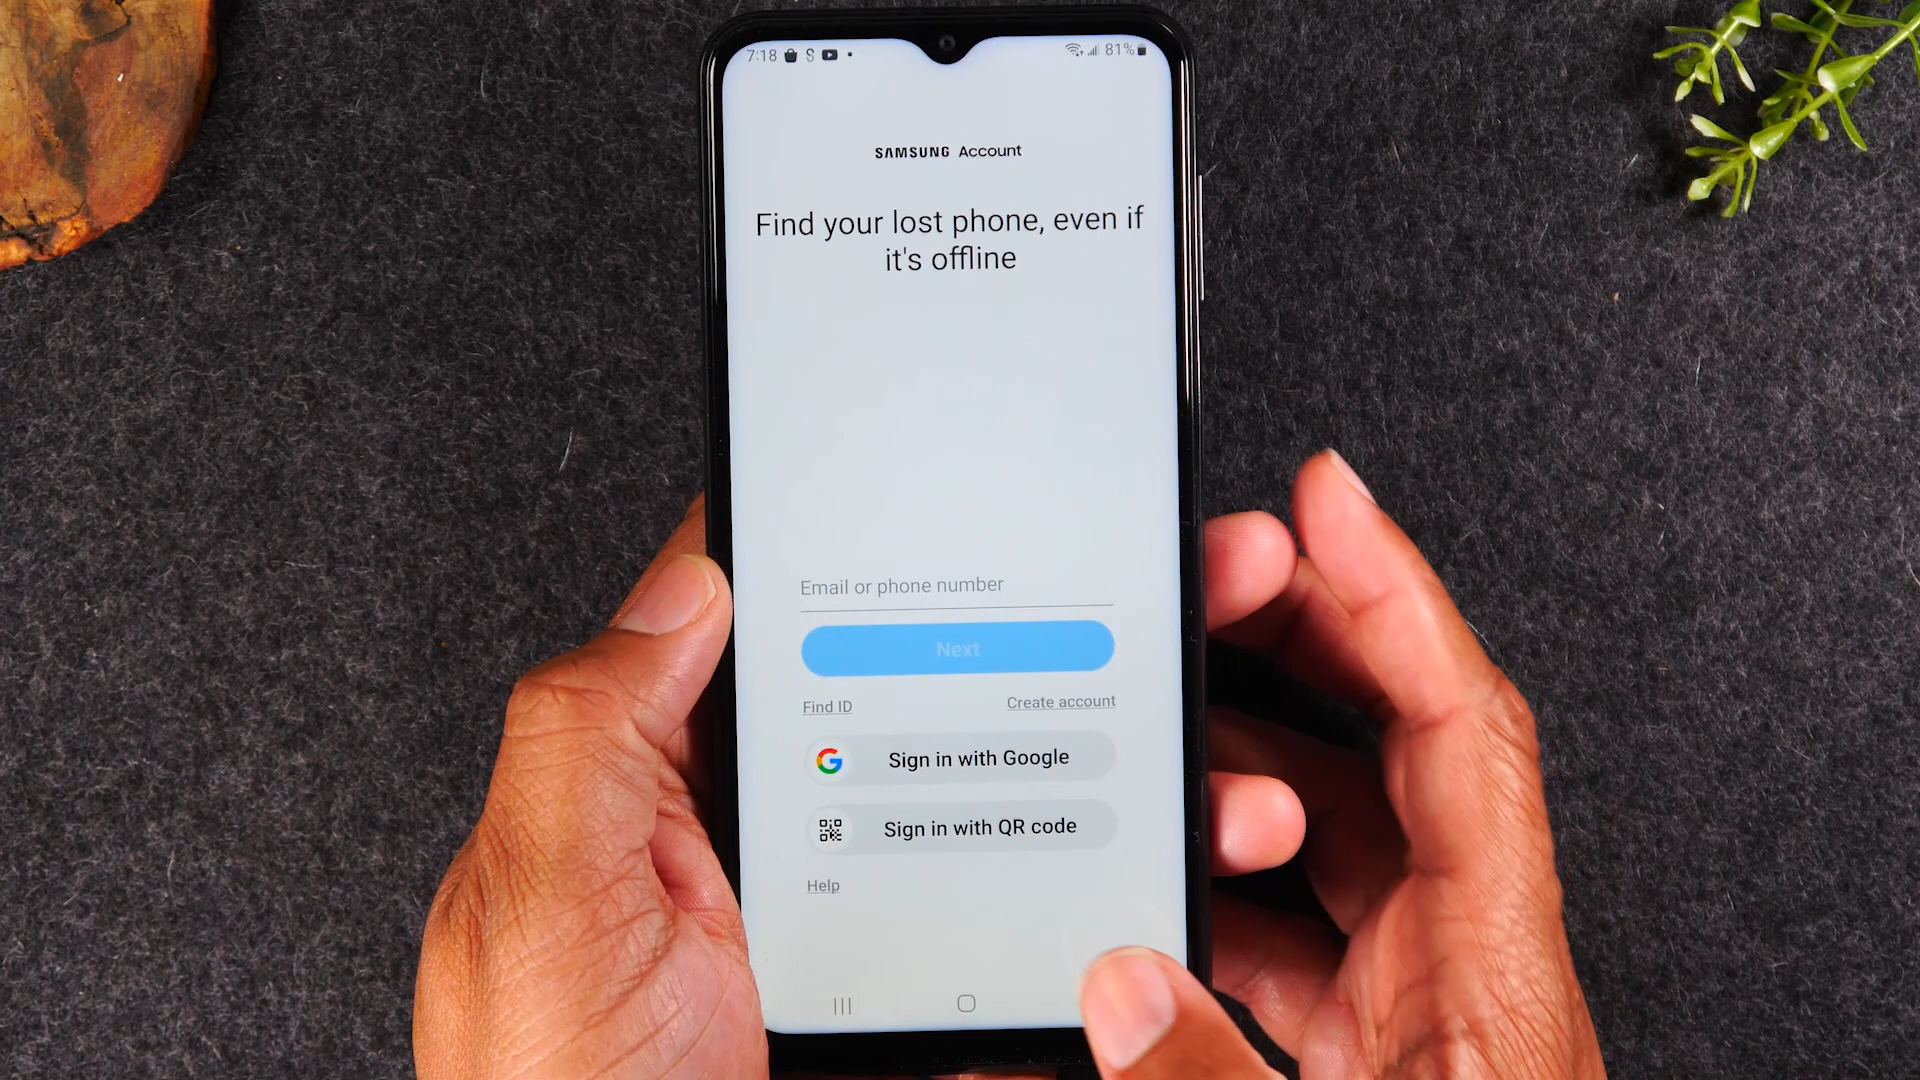 7:18 81%
SAMSUNG Account
Find your lost phone, even if
it's offline
Email or phone number
Next
Find ID Create account
Sign in with Google
Sign in with QR code
Help